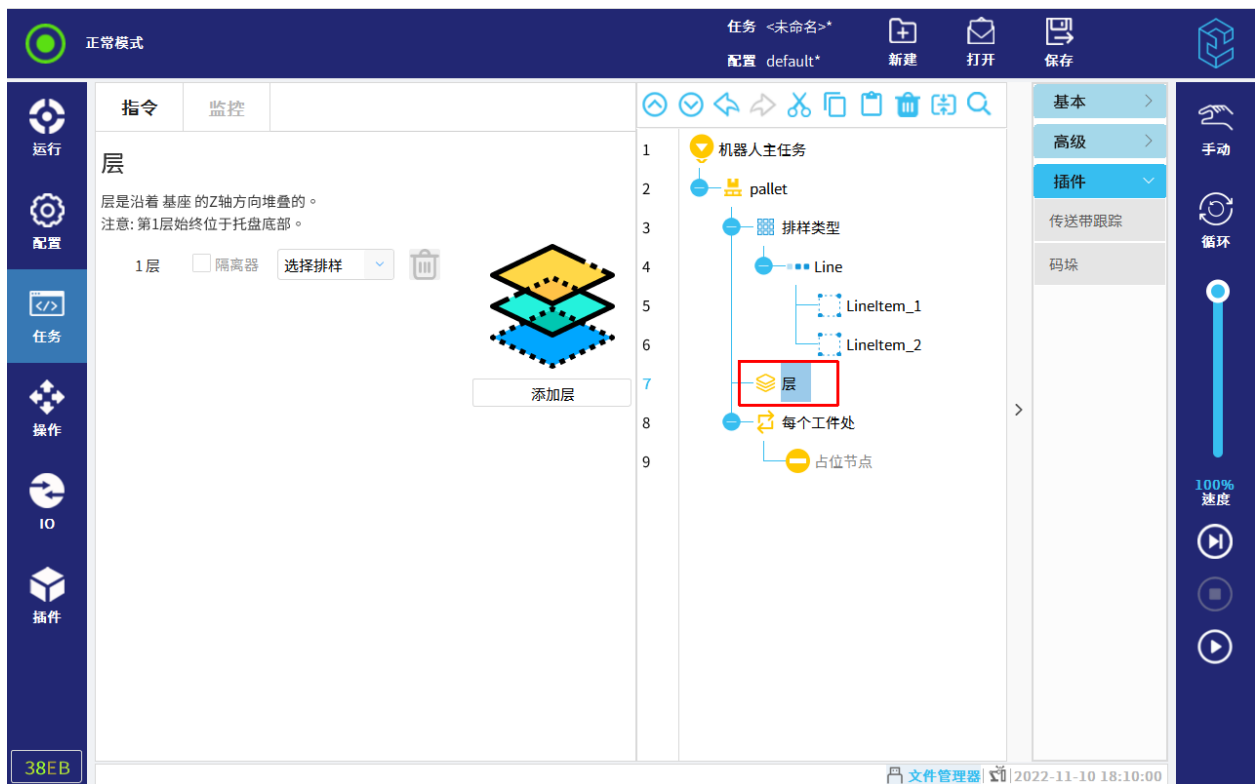 正常模式
任务 <未命名>*
配置 default*
新建
打开
保存
运行
配置
任务
操作
IO
插件
38EB
指令
监控
层
层是沿着 基座 的Z轴方向堆叠的。
注意: 第1层始终位于托盘底部。
1 层
隔离器
选择排样
添加层
1 机器人主任务
2 pallet
3 排样类型
4 Line
5 LineItem_1
6 LineItem_2
7 层
8 每个工件处
9 占位节点
基本
高级
插件
传送带跟踪
码垛
手动
循环
100%
速度
文件管理器
2022-11-10 18:10:00